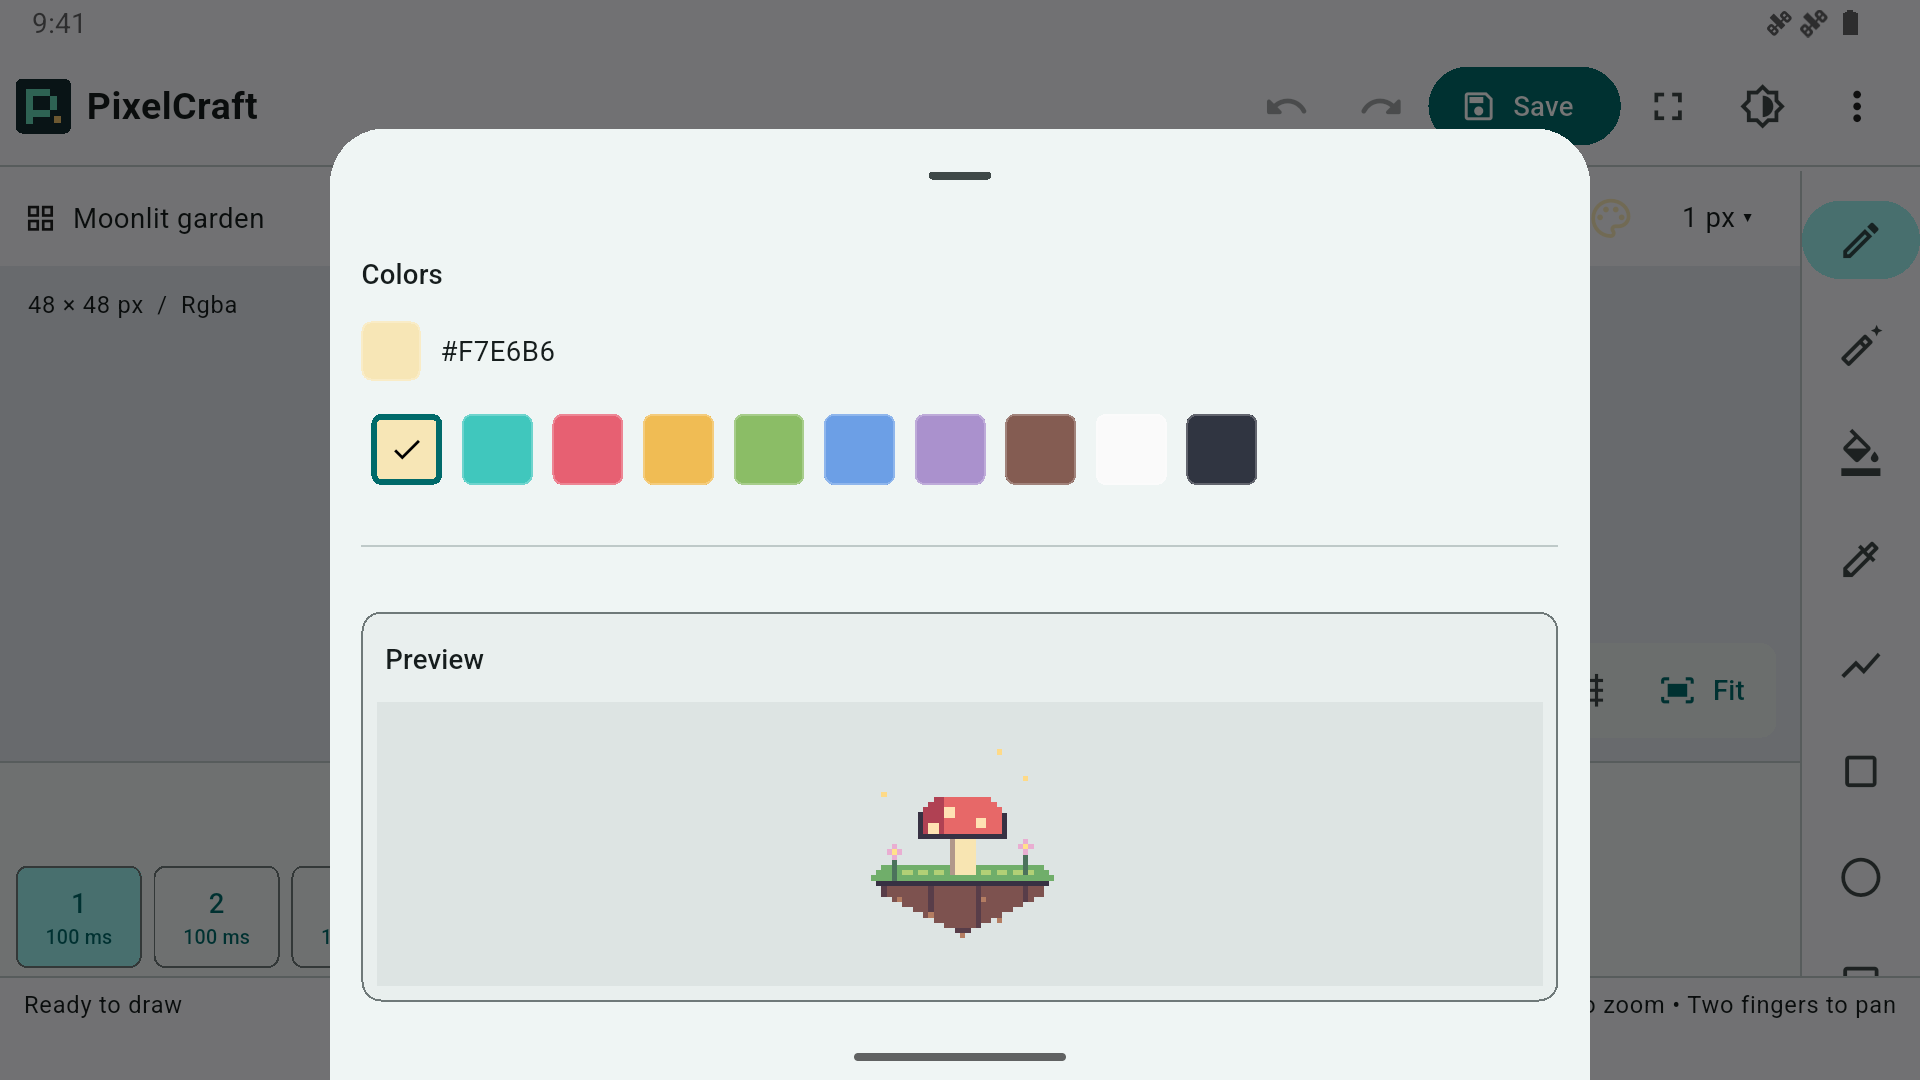 9:41
PixelCraft
Save
Moonlit garden
1 px
48 × 48 px / Rgba
Colors
#F7E6B6
Preview
Fit
1
100 ms
2
100 ms
1
Ready to draw
zoom • Two fingers to pan